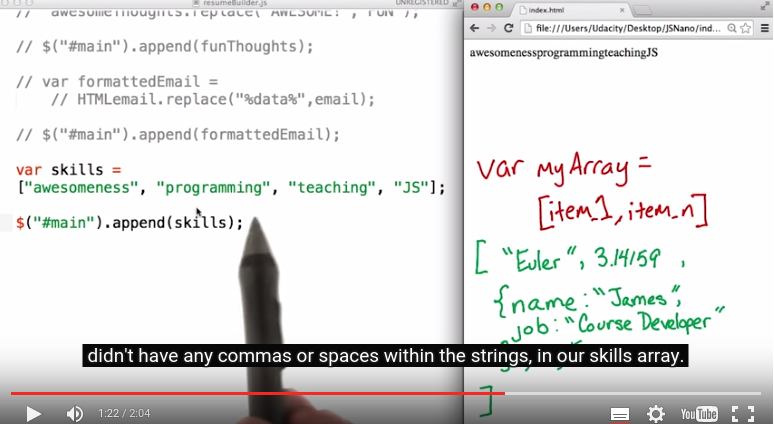 resumeBuilder.js
UNREGISTERED
// awesomeThoughts.replace("AWESOME!","FUN");
// $("#main").append(funThoughts);
// var formattedEmail =
// HTMLemail.replace("%data%",email);
// $("#main").append(formattedEmail);
var skills =
["awesomeness", "programming", "teaching", "JS"];
$("#main").append(skills);
index.html
file:///Users/Udacity/Desktop/JSNano/ind...
awesomenessprogrammingteachingJS
var myArray =
[item_1, item_n]
[ "Euler", 3.14159 ,
{name: "James",
job: "Course Developer"
]
didn't have any commas or spaces within the strings, in our skills array.
1:22 / 2:04
YouTube